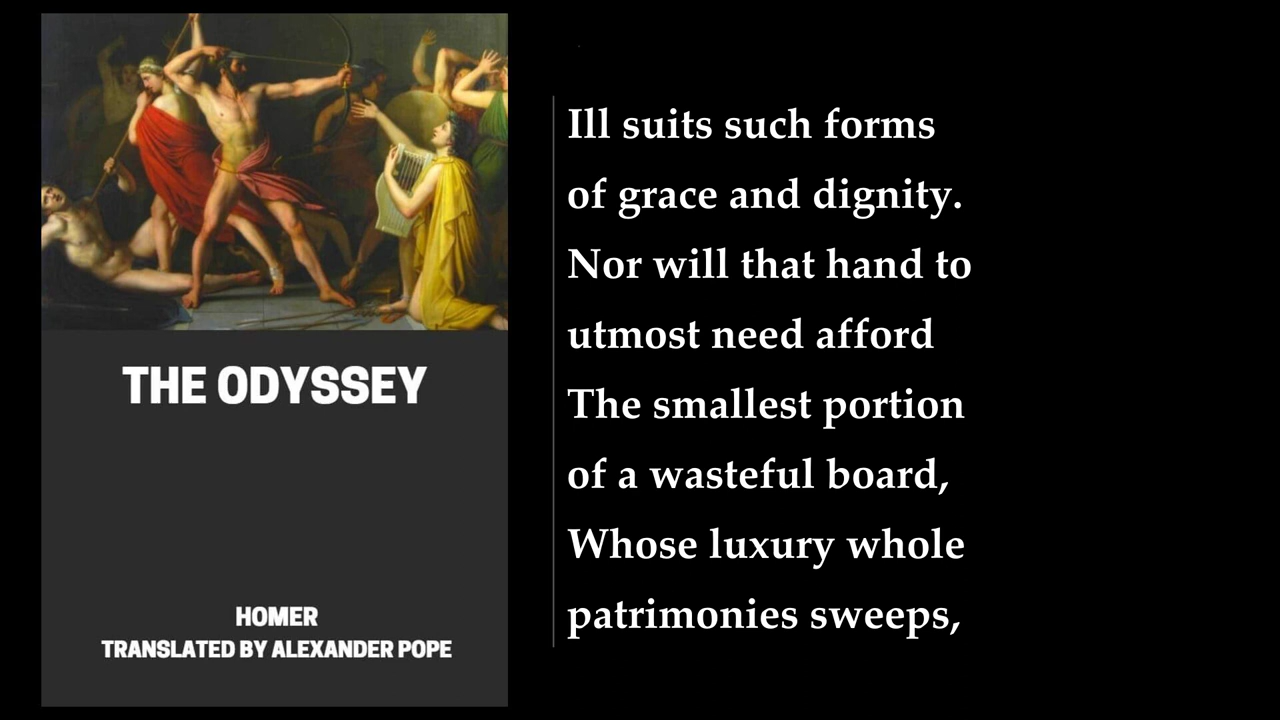 THE ODYSSEY
HOMER
TRANSLATED BY ALEXANDER POPE
Ill suits such forms
of grace and dignity.
Nor will that hand to
utmost need afford
The smallest portion
of a wasteful board,
Whose luxury whole
patrimonies sweeps,